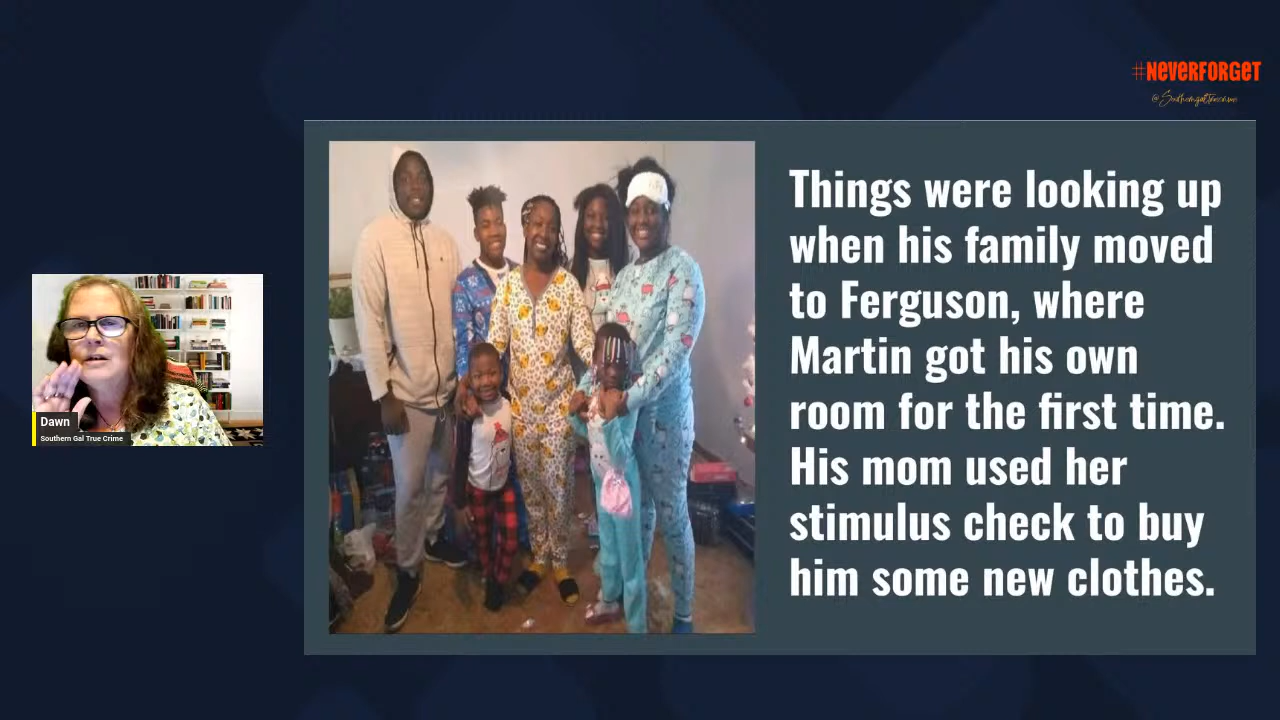 #NEVERFORGET
@Southerngaltruecrime
Things were looking up
when his family moved
to Ferguson, where
Martin got his own
room for the first time.
His mom used her
stimulus check to buy
him some new clothes.
Dawn
Southern Gal True Crime